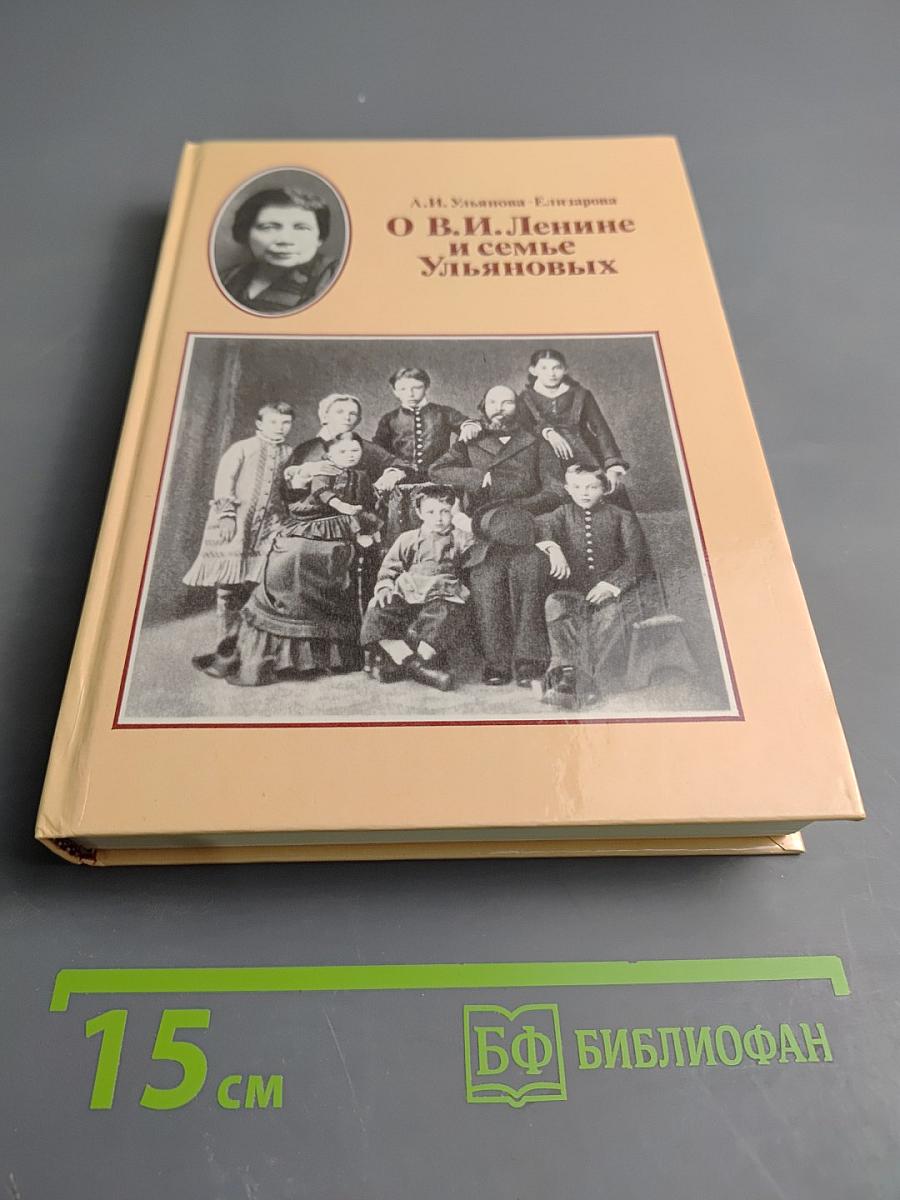 А.И. Ульянова-Елизарова
О В.И. Ленине
и семье
Ульяновых
15 см
БФ БИБЛИОФАН